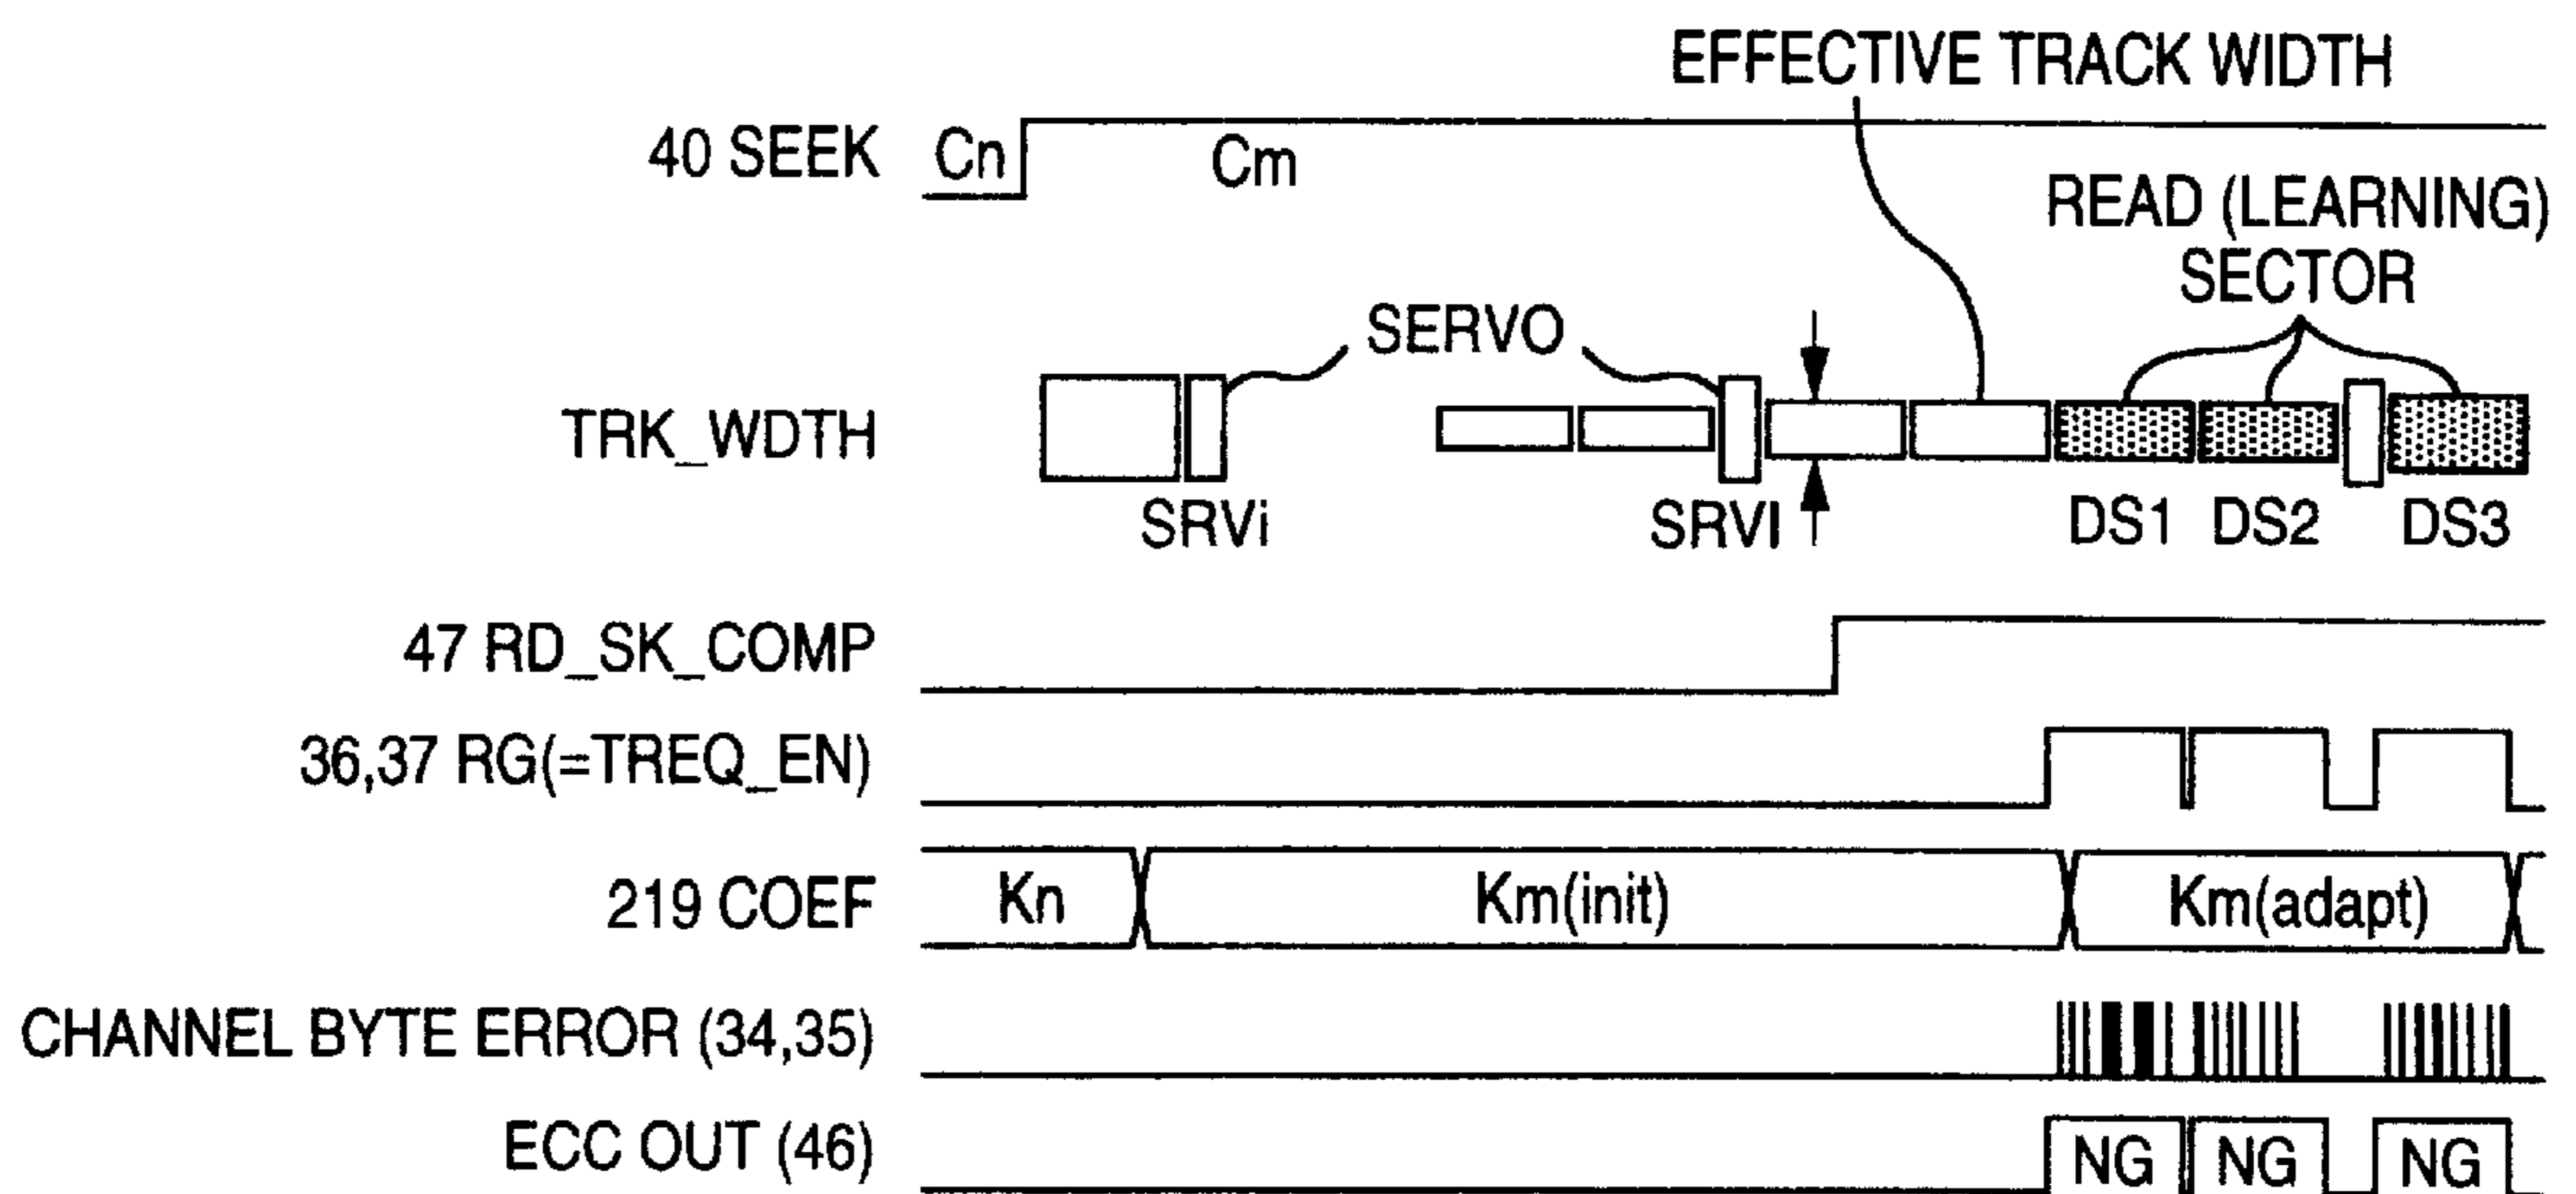 EFFECTIVE TRACK WIDTH
40 SEEK Cn Cm
READ (LEARNING)
SECTOR
SERVO
TRK_WDTH
SRVi SRVI DS1 DS2 DS3
47 RD_SK_COMP
36,37 RG(=TREQ_EN)
219 COEF Kn Km(init) Km(adapt)
CHANNEL BYTE ERROR (34,35)
ECC OUT (46) NG NG NG